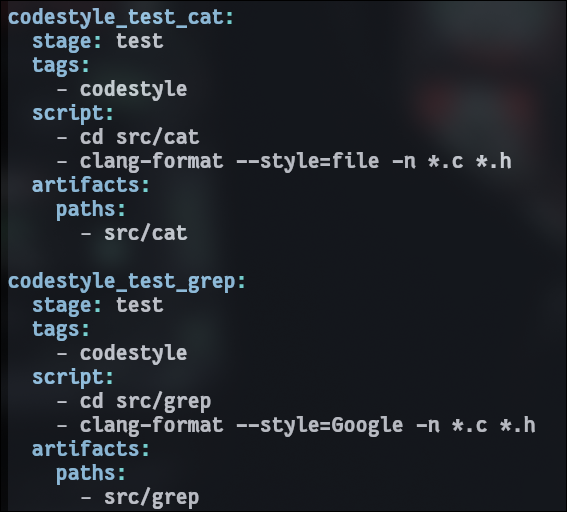 codestyle_test_cat:
  stage: test
  tags:
    - codestyle
  script:
    - cd src/cat
    - clang-format --style=file -n *.c *.h
  artifacts:
    paths:
      - src/cat

codestyle_test_grep:
  stage: test
  tags:
    - codestyle
  script:
    - cd src/grep
    - clang-format --style=Google -n *.c *.h
  artifacts:
    paths:
      - src/grep